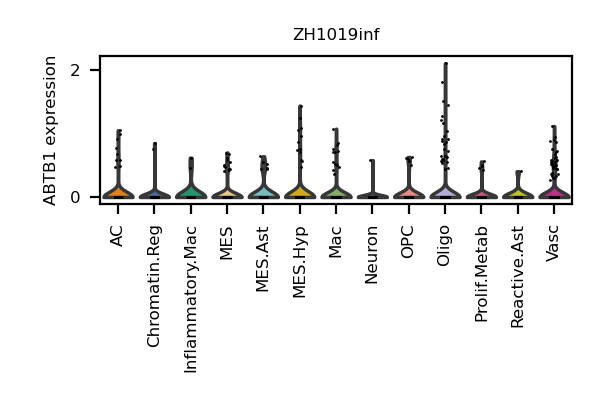 ZH1019inf
ABTB1 expression
2
0
AC
Chromatin.Reg
Inflammatory.Mac
MES
MES.Ast
MES.Hyp
Mac
Neuron
OPC
Oligo
Prolif.Metab
Reactive.Ast
Vasc